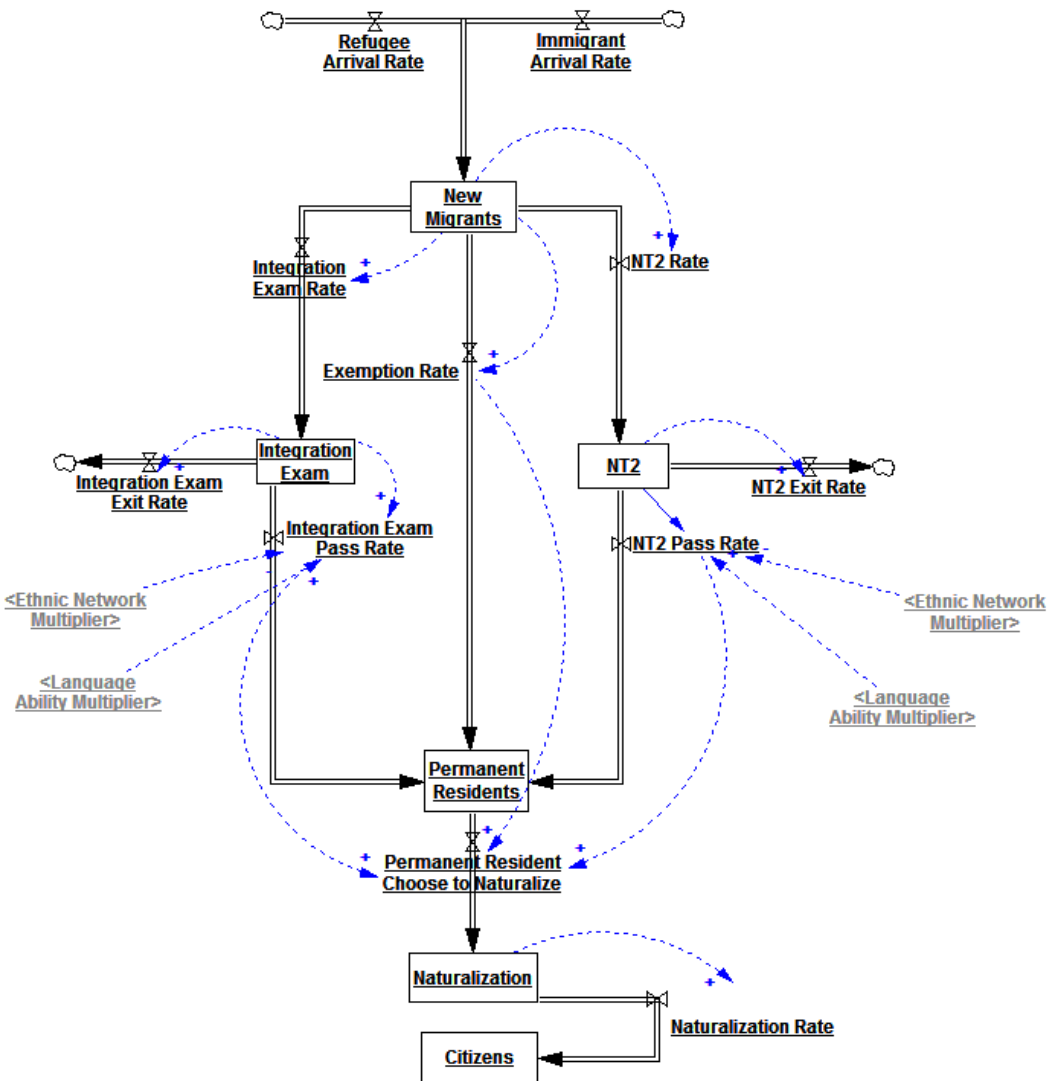 Refugee
Arrival Rate
Immigrant
Arrival Rate
New
Migrants
+
+
Integration
Exam Rate
+
NT2 Rate
+
Exemption Rate
Integration
Exam
NT2
+
Integration Exam
Exit Rate
+
NT2 Exit Rate
+
Integration Exam
Pass Rate
NT2 Pass Rate
+
-
-
+
<Ethnic Network
Multiplier>
<Ethnic Network
Multiplier>
<Language
Ability Multiplier>
<Language
Ability Multiplier>
Permanent
Residents
+
+
+
Permanent Resident
Choose to Naturalize
Naturalization
+
Naturalization Rate
Citizens